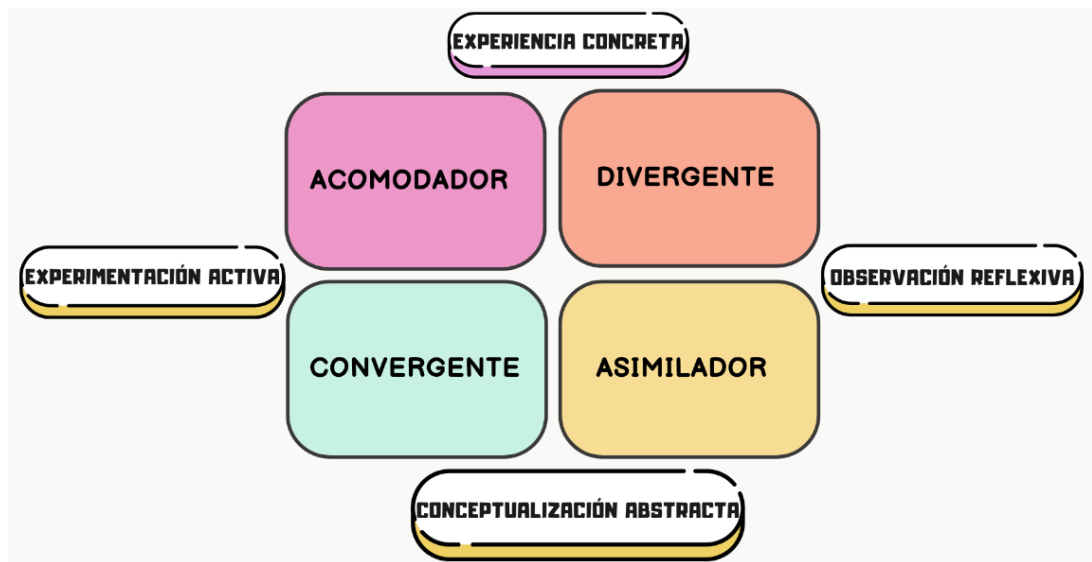 EXPERIENCIA CONCRETA
ACOMODADOR
DIVERGENTE
EXPERIMENTACIÓN ACTIVA
OBSERVACIÓN REFLEXIVA
CONVERGENTE
ASIMILADOR
CONCEPTUALIZACIÓN ABSTRACTA